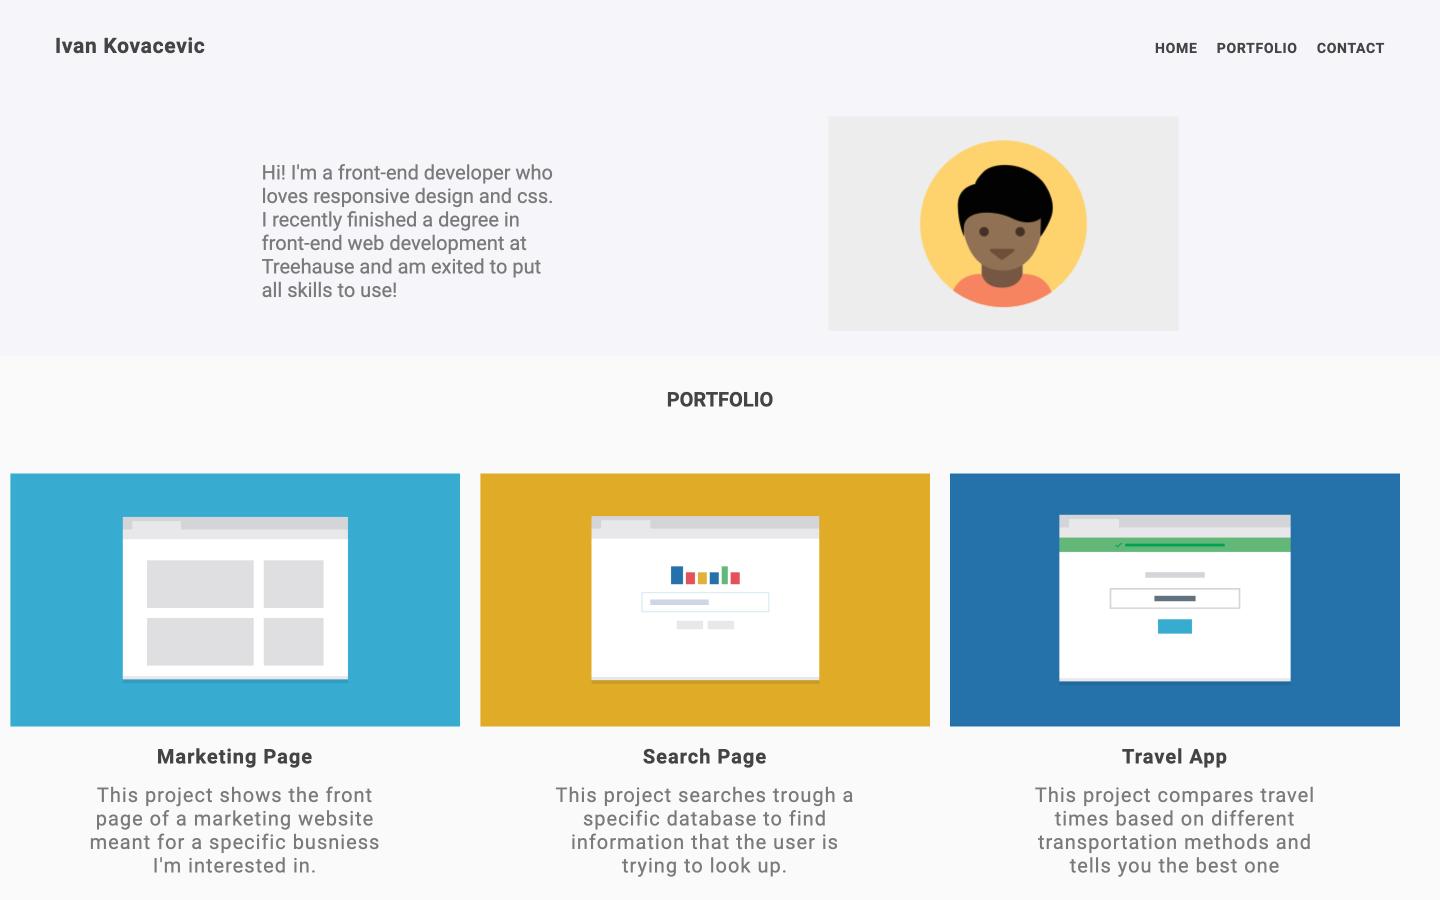 Ivan Kovacevic
HOME PORTFOLIO CONTACT
Hi! I'm a front-end developer who
loves responsive design and css.
I recently finished a degree in
front-end web development at
Treehause and am exited to put
all skills to use!
PORTFOLIO
Marketing Page
This project shows the front
page of a marketing website
meant for a specific busniess
I'm interested in.
Search Page
This project searches trough a
specific database to find
information that the user is
trying to look up.
Travel App
This project compares travel
times based on different
transportation methods and
tells you the best one